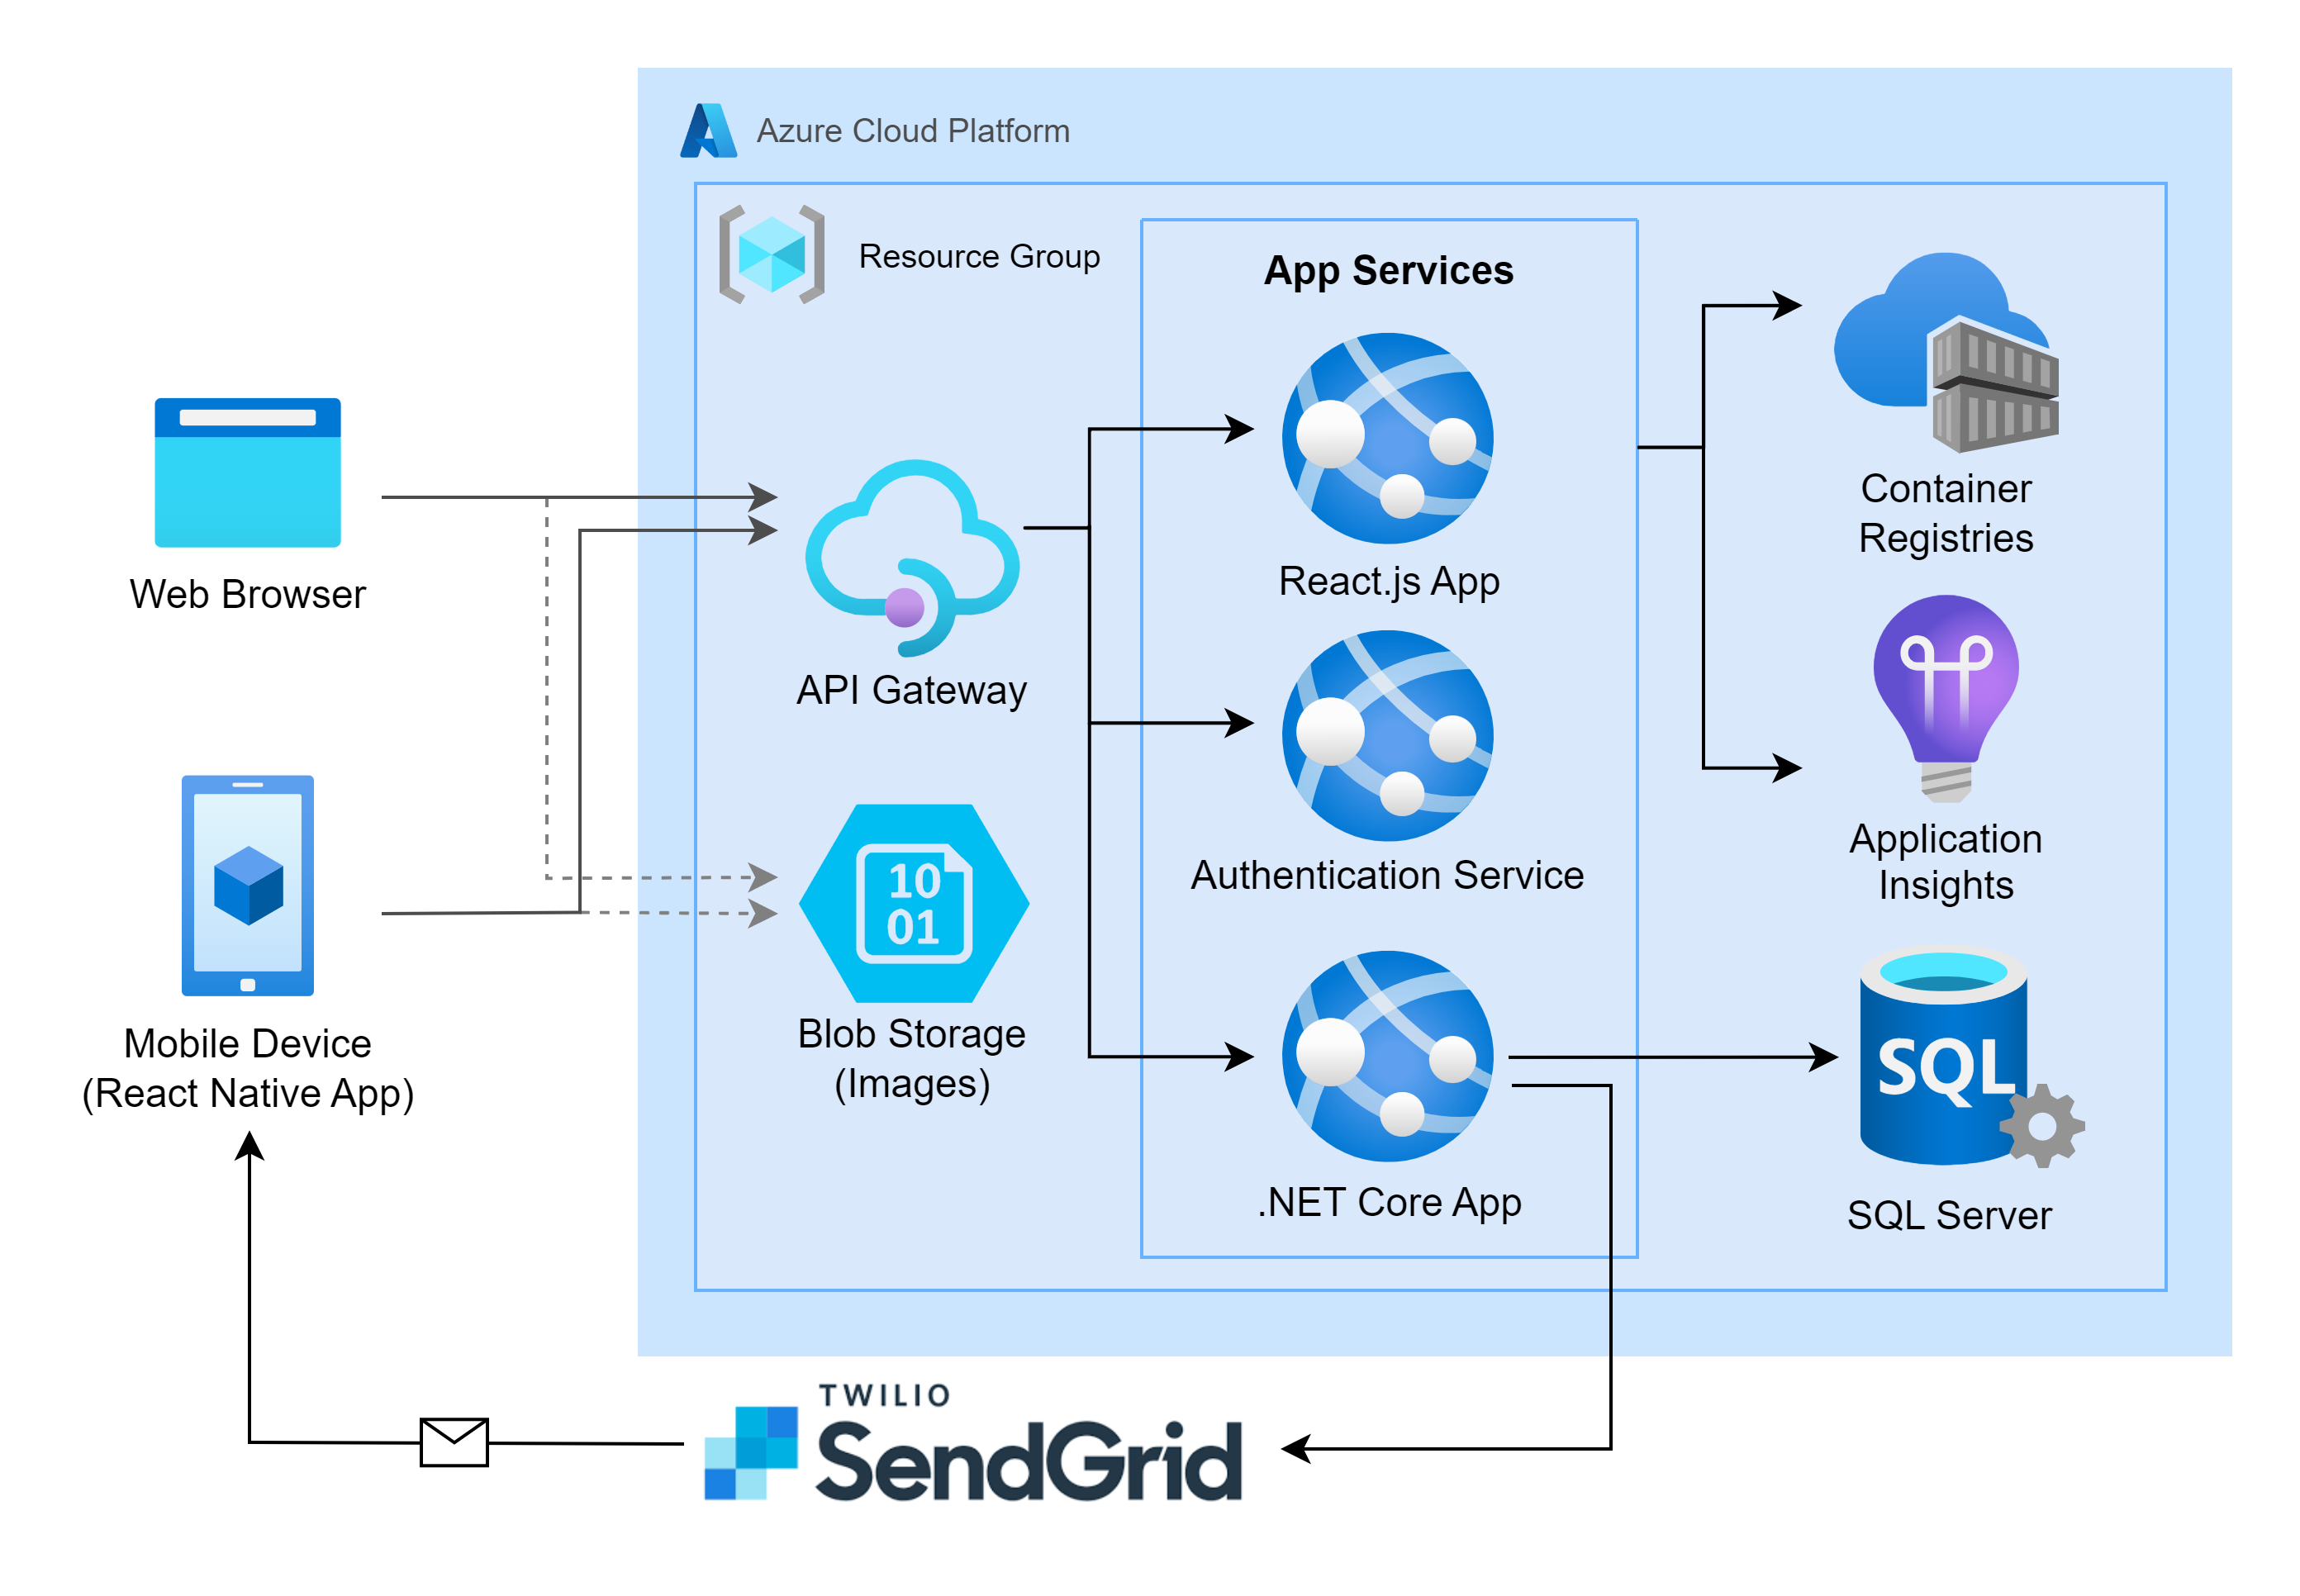 Azure Cloud Platform
Resource Group
App Services
Web Browser
Mobile Device
(React Native App)
API Gateway
10
01
Blob Storage
(Images)
React.js App
Authentication Service
.NET Core App
Container
Registries
Application
Insights
SQL
SQL Server
TWILIO
SendGrid